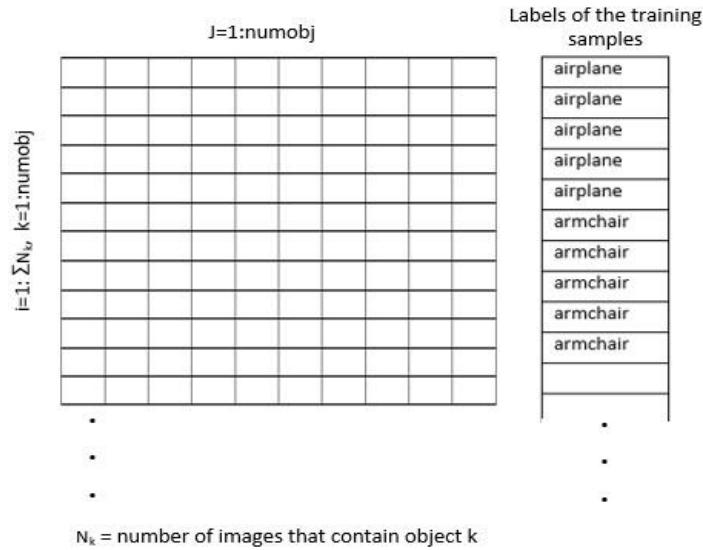 J=1:numobj
Labels of the training
samples
i=1: ΣNk, k=1:numobj
airplane
airplane
airplane
airplane
airplane
armchair
armchair
armchair
armchair
armchair
Nk = number of images that contain object k